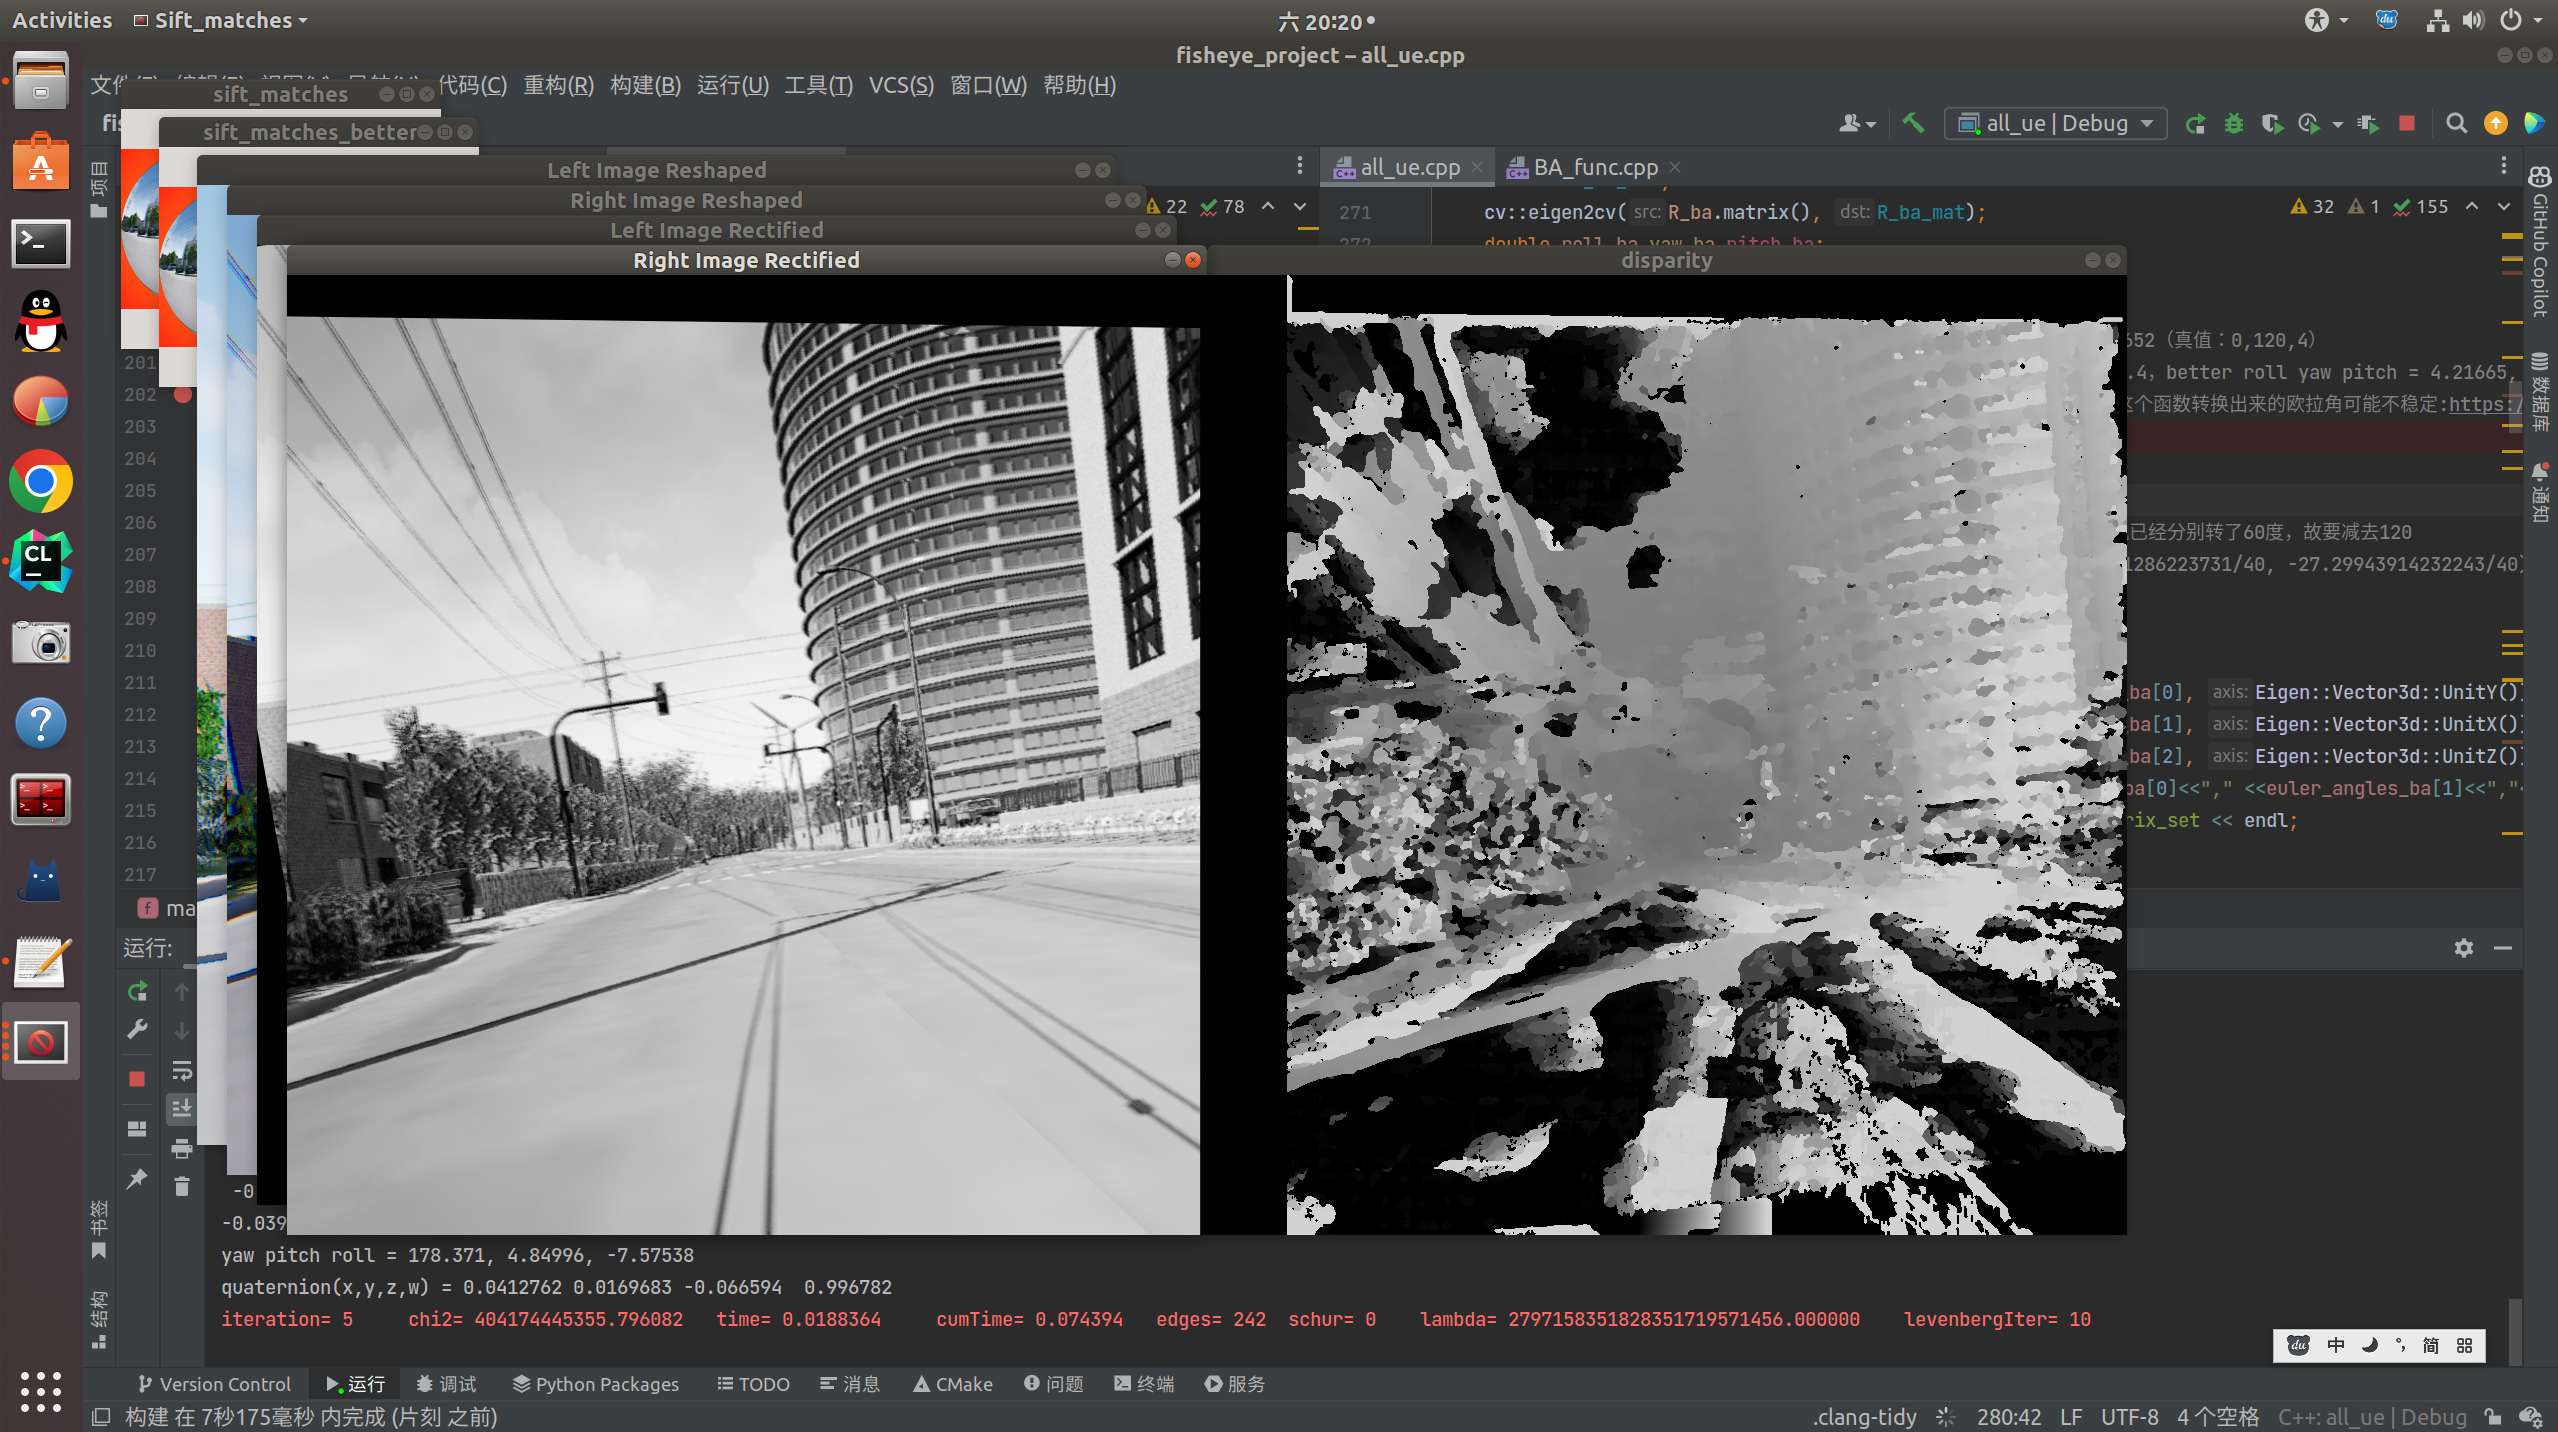 Activities
Sift_matches
六 20:20
fisheye_project – all_ue.cpp
代码(C) 重构(R) 构建(B) 运行(U) 工具(T) VCS(S) 窗口(W) 帮助(H)
sift_matches
sift_matches_better
all_ue | Debug
Left Image Reshaped
Right Image Reshaped
Left Image Rectified
Right Image Rectified
disparity
项目
all_ue.cpp
BA_func.cpp
22 78
32 1 155
271 cv::eigen2cv( src: R_ba.matrix(), dst: R_ba_mat);
272 double roll_ba,yaw_ba,pitch_ba;
652（真值：0,120,4）
.4, better roll yaw pitch = 4.21665,
这个函数转换出来的欧拉角可能不稳定:https:/
已经分别转了60度，故要减去120
1286223731/40, -27.29943914232243/40
_ba[0], axis: Eigen::Vector3d::UnitY()
_ba[1], axis: Eigen::Vector3d::UnitX()
_ba[2], axis: Eigen::Vector3d::UnitZ()
ba[0]<<"," <<euler_angles_ba[1]<<","
rix_set << endl;
201
202
203
204
205
206
207
208
209
210
211
212
213
214
215
216
217
f ma
运行:
GitHub Copilot
数据库
通知
书签
结构
-0
-0.039
yaw pitch roll = 178.371, 4.84996, -7.57538
quaternion(x,y,z,w) = 0.0412762 0.0169683 -0.066594 0.996782
iteration= 5 chi2= 404174445355.796082 time= 0.0188364 cumTime= 0.074394 edges= 242 schur= 0 lambda= 2797158351828351719571456.000000 levenbergIter= 10
du 中 简
Version Control 运行 调试 Python Packages TODO 消息 CMake 问题 终端 服务
构建 在 7秒175毫秒 内完成 (片刻 之前)
.clang-tidy 280:42 LF UTF-8 4 个空格 C++: all_ue | Debug